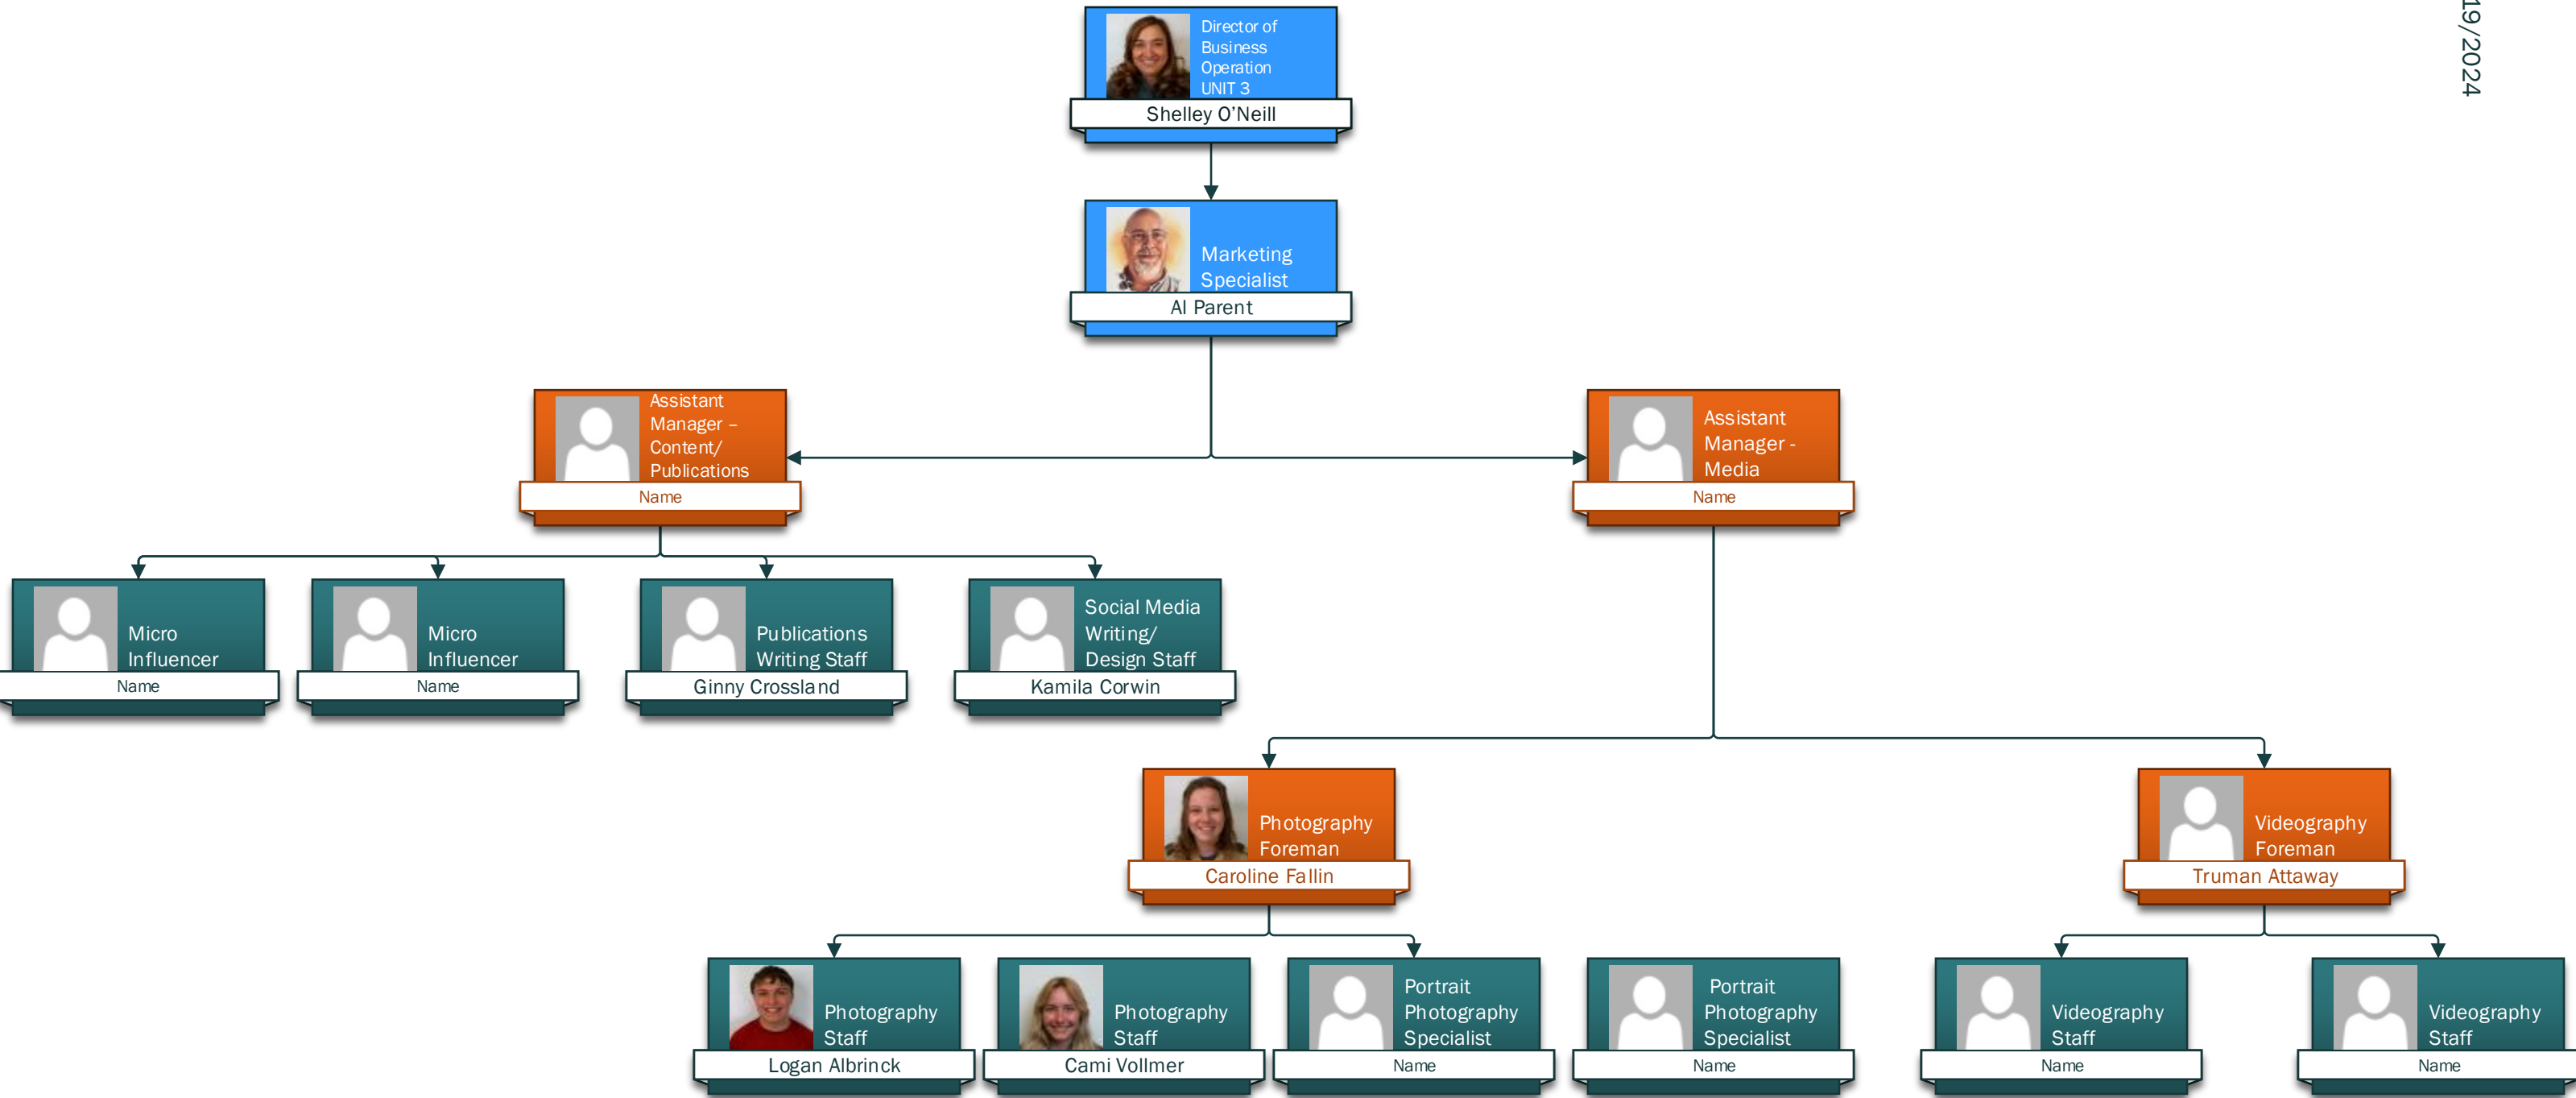 19/2024
Director of
Business
Operation
UNIT 3
Shelley O’Neill
Marketing
Specialist
Al Parent
Assistant
Manager –
Content/
Publications
Name
Assistant
Manager -
Media
Name
Micro
Influencer
Name
Micro
Influencer
Name
Publications
Writing Staff
Ginny Crossland
Social Media
Writing/
Design Staff
Kamila Corwin
Photography
Foreman
Caroline Fallin
Videography
Foreman
Truman Attaway
Photography
Staff
Logan Albrinck
Photography
Staff
Cami Vollmer
Portrait
Photography
Specialist
Name
Portrait
Photography
Specialist
Name
Videography
Staff
Name
Videography
Staff
Name